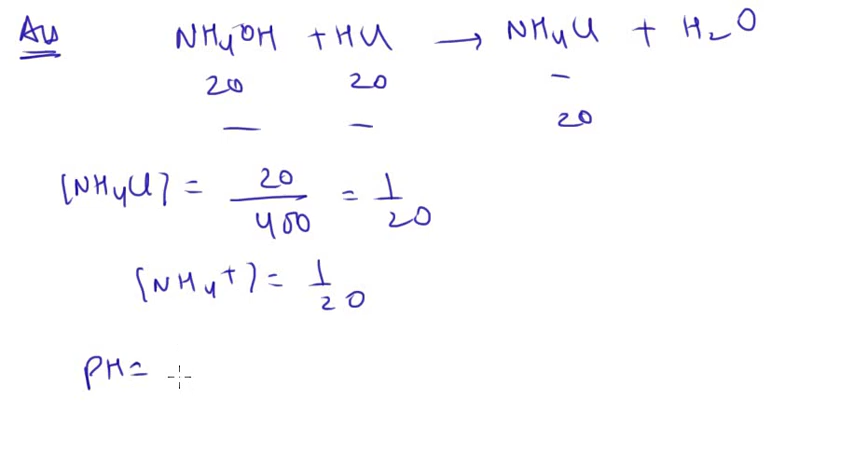 Ans NH4OH + HCl → NH4Cl + H2O
20 20 -
- - 20
[NH4Cl] = 20/400 = 1/20
[NH4+] = 1/20
PH =